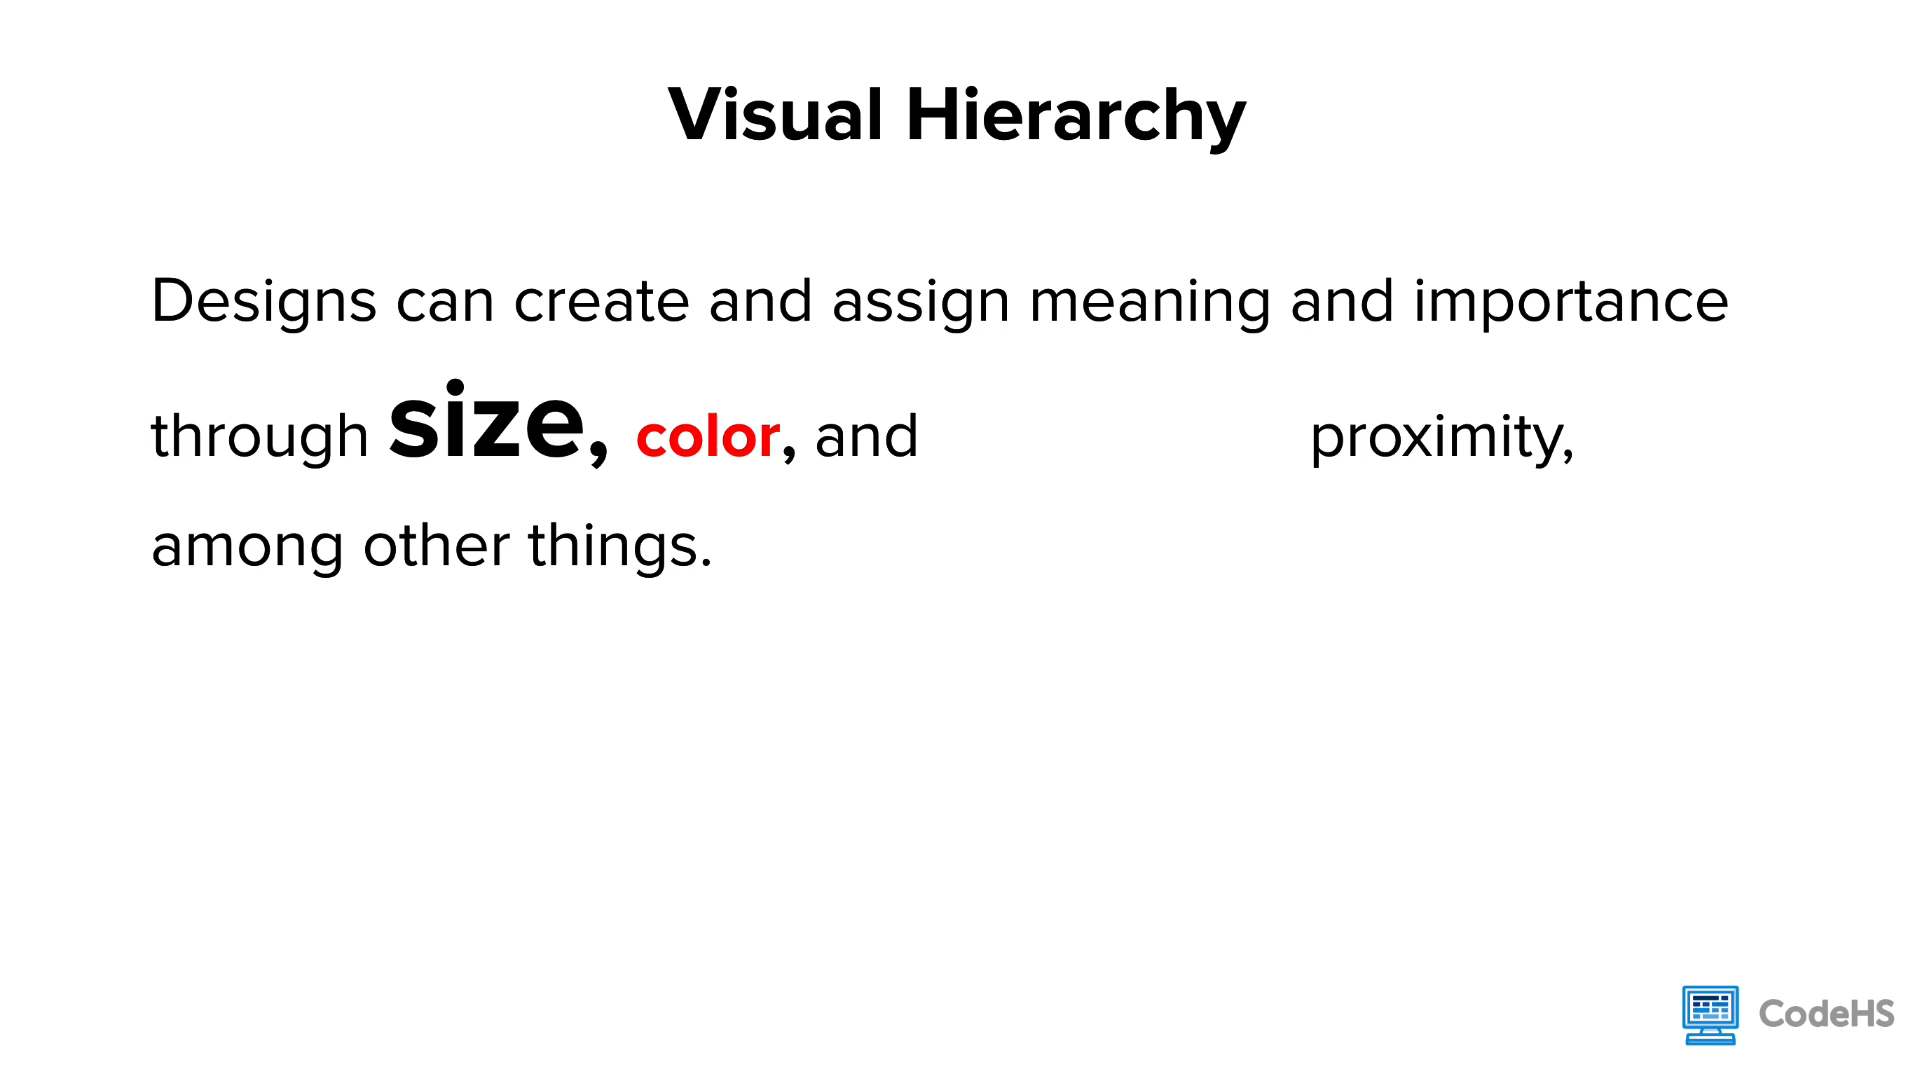 Visual Hierarchy
Designs can create and assign meaning and importance
through size, color, and proximity,
among other things.
CodeHS